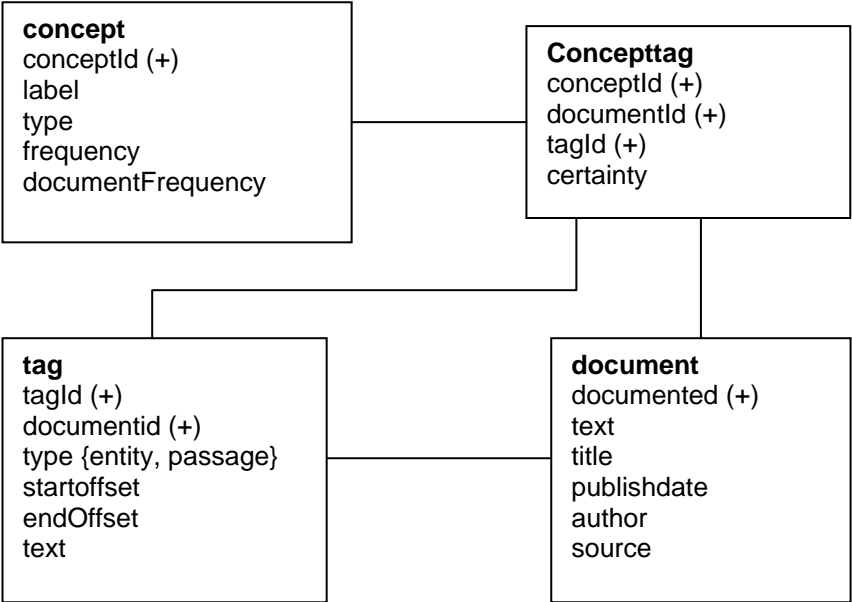 concept
conceptId (+)
label
type
frequency
documentFrequency
Concepttag
conceptId (+)
documentId (+)
tagId (+)
certainty
tag
tagId (+)
documentid (+)
type {entity, passage}
startoffset
endOffset
text
document
documented (+)
text
title
publishdate
author
source